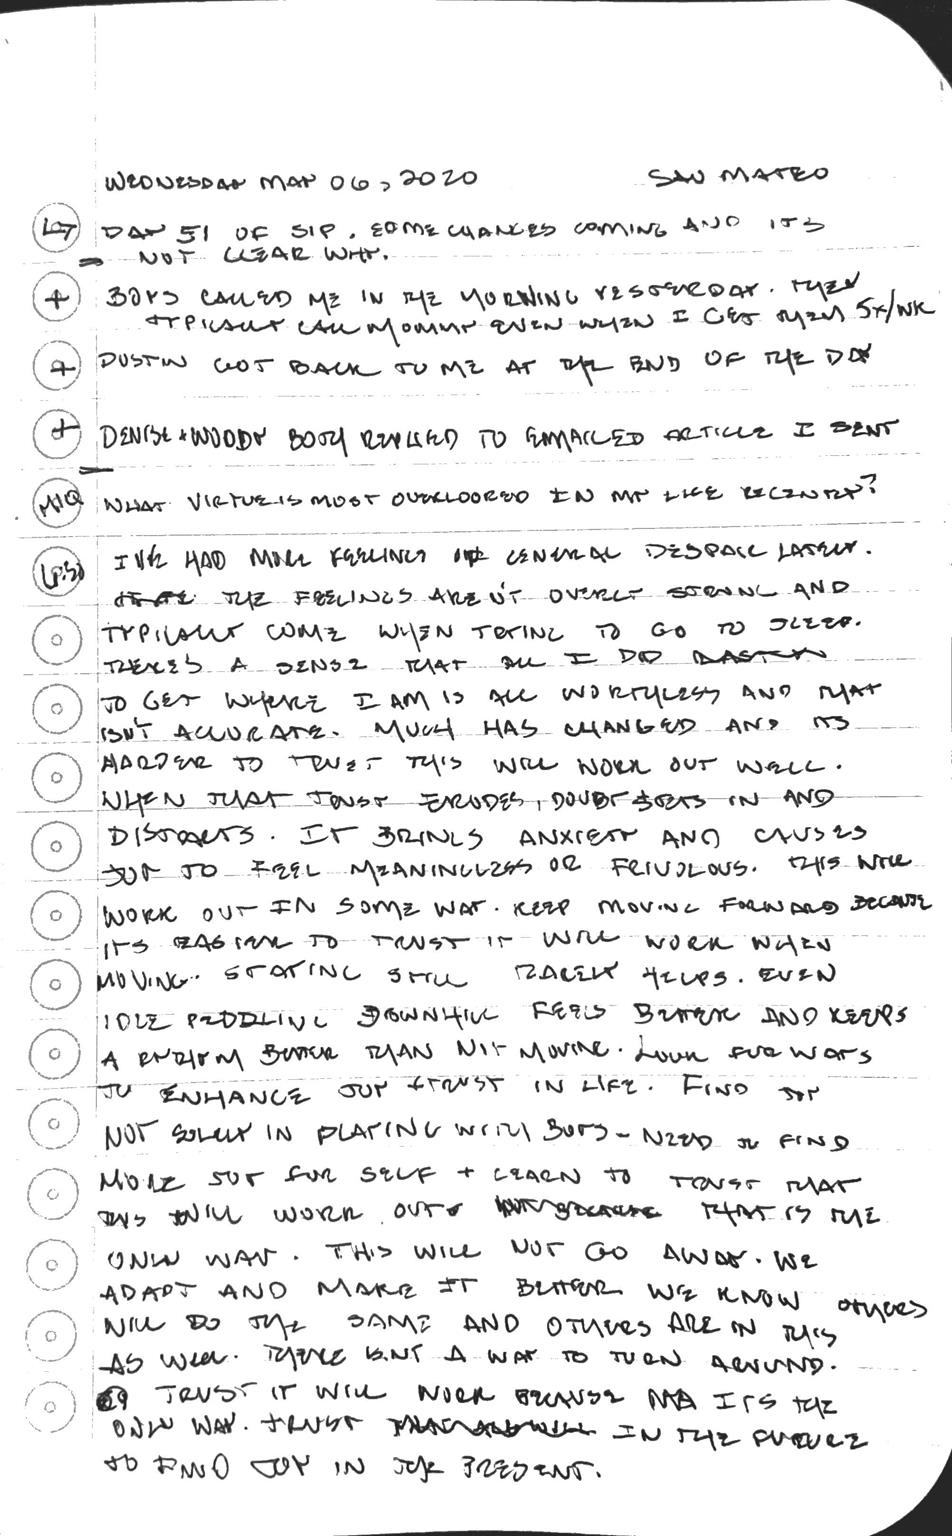 WEDNESDAY MAY 06, 2020 SAN MATEO
DAY 51 OF SIP. SOME CHANGES COMING AND ITS
NOT CLEAR WHY.
+ BOYS CALLED ME IN THE MORNING YESTERDAY. THEY
TYPICALLY CALL MOMMY EVEN WHEN I GET THEM 5X/WK
+ DUSTIN GOT BACK TO ME AT THE END OF THE DAY
+ DENISE + WOODY BOTH REPLIED TO EMAILED ARTICLE I SENT
WHAT VIRTUE IS MOST OVERLOOKED IN MY LIFE RECENTLY?
I'VE HAD MORE FEELINGS OF GENERAL DESPAIR LATELY.
THE FEELINGS AREN'T OVERLY STRONG AND
TYPICALLY COME WHEN TRYING TO GO TO SLEEP.
THERE'S A SENSE THAT ALL I DID
TO GET WHERE I AM IS ALL WORTHLESS AND THAT
ISN'T ACCURATE. MUCH HAS CHANGED AND ITS
HARDER TO TRUST THIS WILL WORK OUT WELL.
WHEN THAT TRUST ERODES, DOUBT SETS IN AND
DISTRACTS. IT BRINGS ANXIETY AND CAUSES
JOY TO FEEL MEANINGLESS OR FRIVOLOUS. THIS WILL
WORK OUT IN SOME WAY. KEEP MOVING FORWARD BECAUSE
ITS EASIER TO TRUST IT WILL WORK WHEN
MOVING. STAYING STILL RARELY HELPS. EVEN
IDLE PEDDLING DOWNHILL FEELS BETTER AND KEEPS
A RHYTHM BETTER THAN NOT MOVING. LOOK FOR WAYS
TO ENHANCE JOY + TRUST IN LIFE. FIND JOY
NOT SOLELY IN PLAYING WITH BOYS - NEED TO FIND
MORE JOY FOR SELF + LEARN TO TRUST THAT
THIS WILL WORK OUT. THAT IS THE
ONLY WAY. THIS WILL NOT GO AWAY. WE
ADAPT AND MAKE IT BETTER. WE KNOW OTHERS
WILL DO THE SAME AND OTHERS ARE IN THIS
AS WELL. THERE ISN'T A WAY TO TURN AROUND.
TRUST IT WILL WORK BECAUSE ITS THE
ONLY WAY. TRUST IN THE FUTURE
TO FIND JOY IN THE PRESENT.